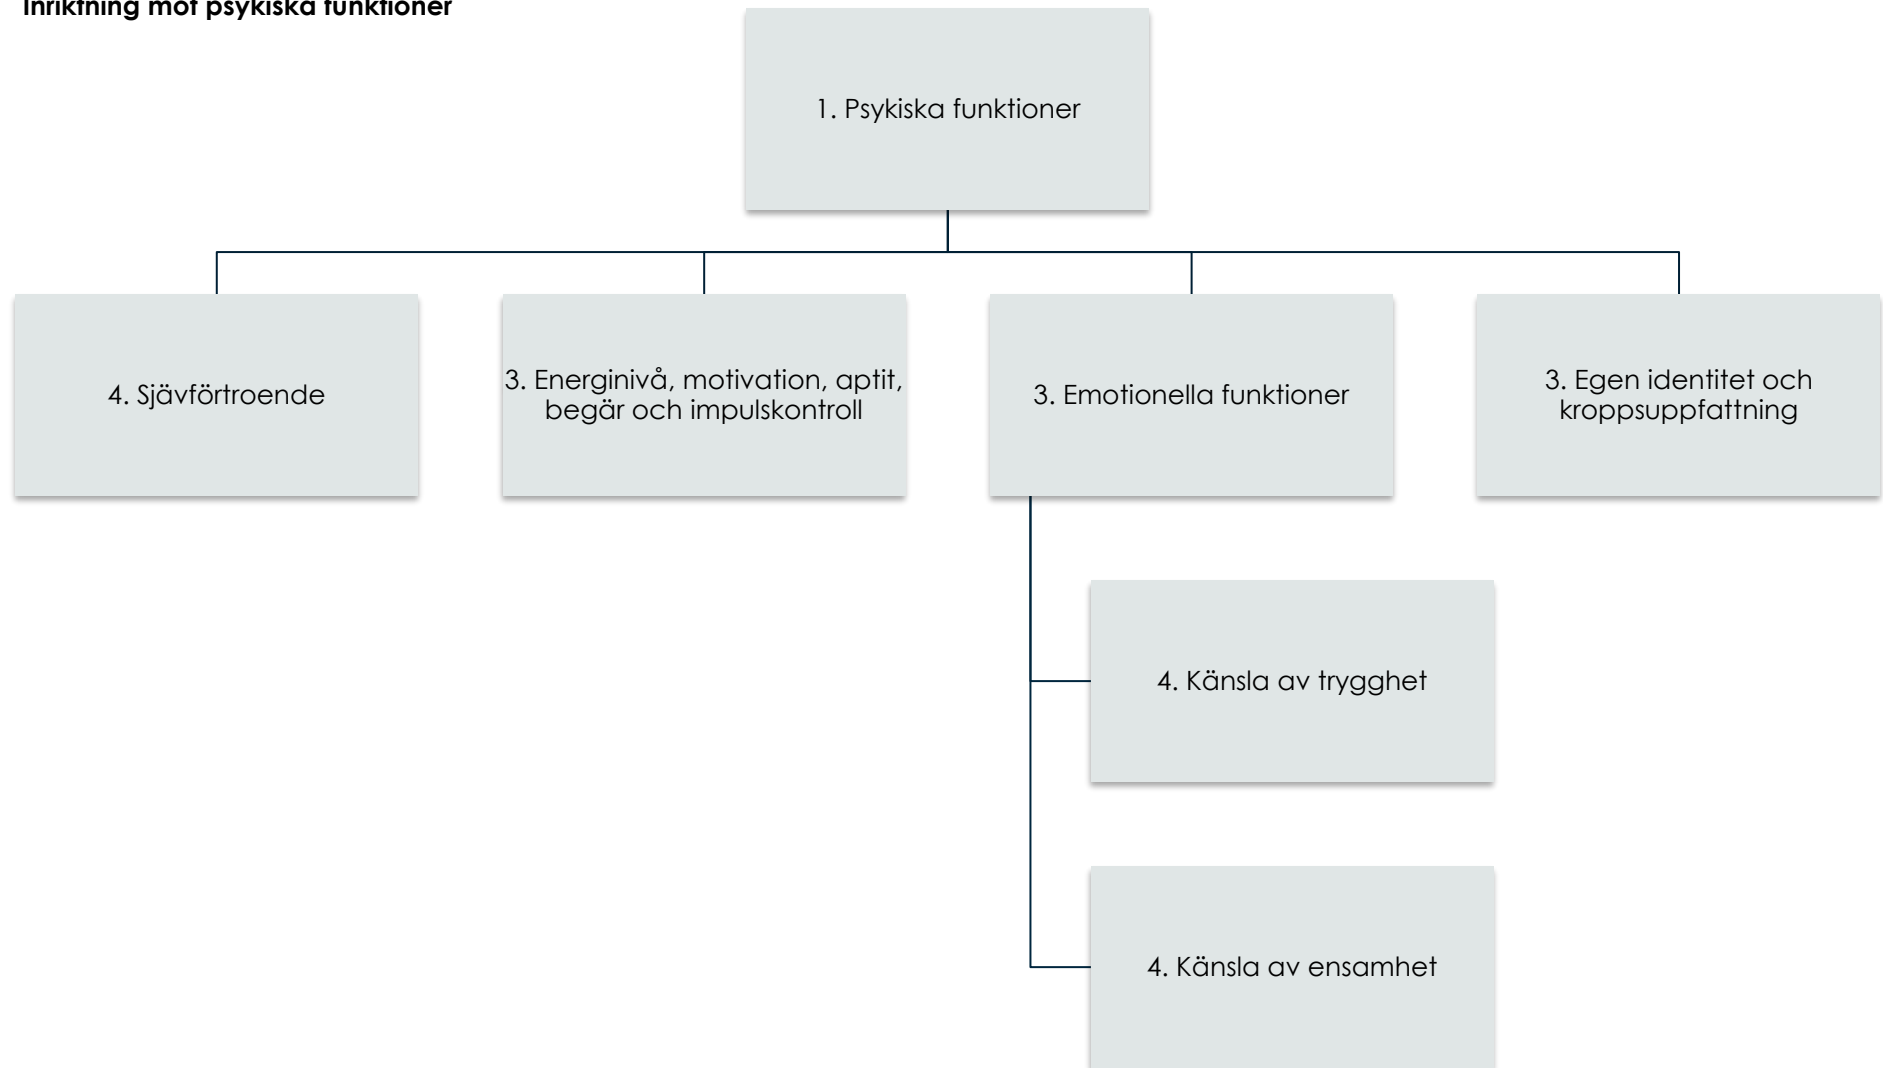 Inriktning mot psykiska funktioner
1. Psykiska funktioner
4. Sjävförtroende
3. Energinivå, motivation, aptit,
begär och impulskontroll
3. Emotionella funktioner
3. Egen identitet och
kroppsuppfattning
4. Känsla av trygghet
4. Känsla av ensamhet